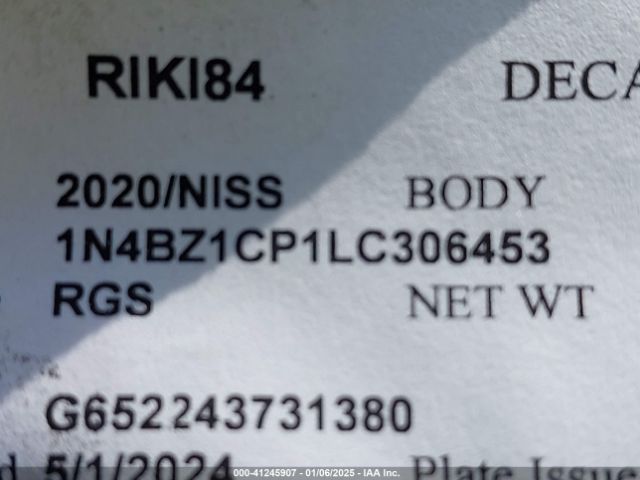 RIKI84 DECA
2020/NISS BODY
1N4BZ1CP1LC306453
RGS NET WT
G652243731380
d 5/1/2024 Plate Issue
000-41245907 - 01/06/2025 - IAA Inc.